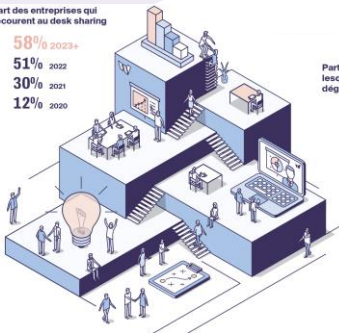 art des entreprises qui
ecourent au desk sharing
58% 2023+
51% 2022
30% 2021
12% 2020
Part
lesc
dég